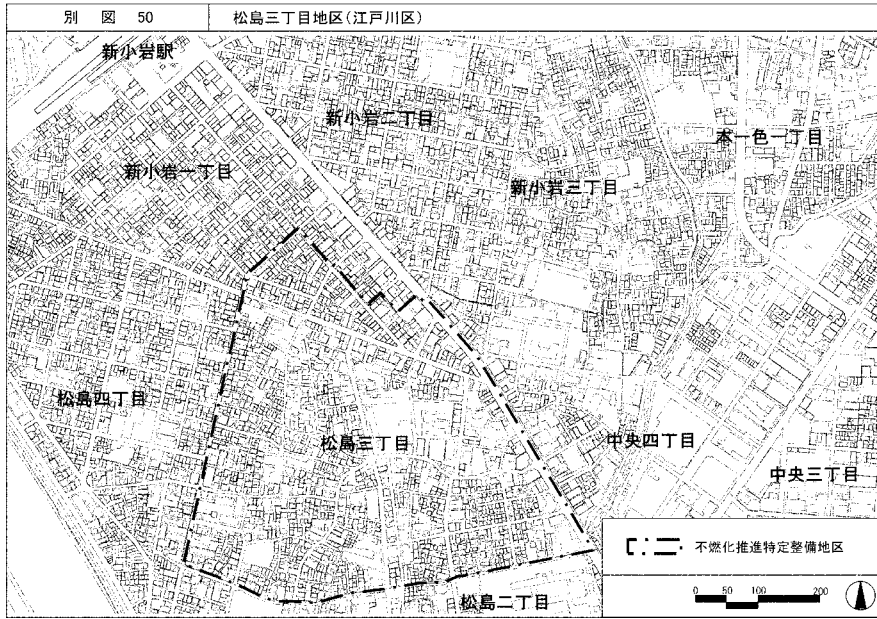 別 図 50 松島三丁目地区(江戸川区)
新小岩駅
新小岩二丁目
本一色一丁目
新小岩一丁目
新小岩三丁目
松島四丁目
松島三丁目
中央四丁目
中央三丁目
不燃化推進特定整備地区
松島二丁目
0 50 100 200